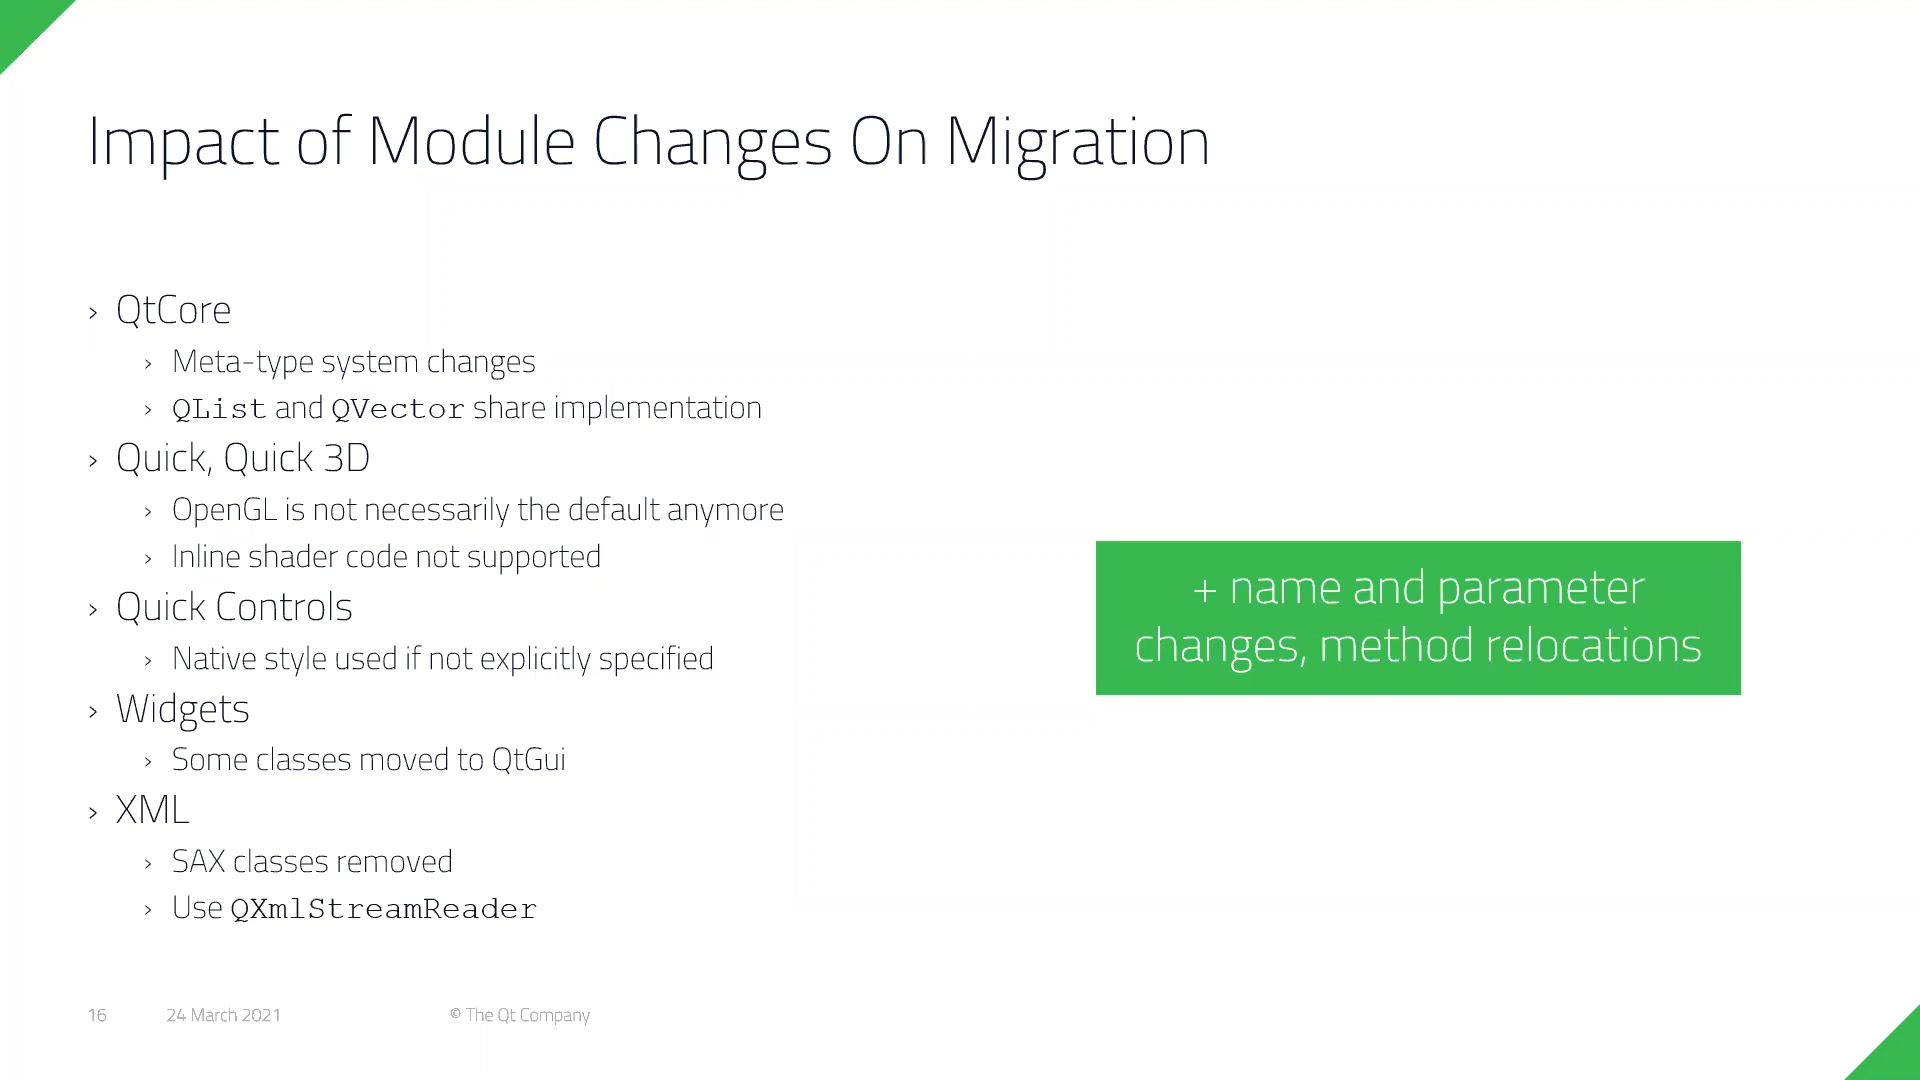 Impact of Module Changes On Migration
› QtCore
› Meta-type system changes
› QList and QVector share implementation
› Quick, Quick 3D
› OpenGL is not necessarily the default anymore
› Inline shader code not supported
› Quick Controls
› Native style used if not explicitly specified
› Widgets
› Some classes moved to QtGui
› XML
› SAX classes removed
› Use QXmlStreamReader
+ name and parameter
changes, method relocations
16 24 March 2021 © The Qt Company